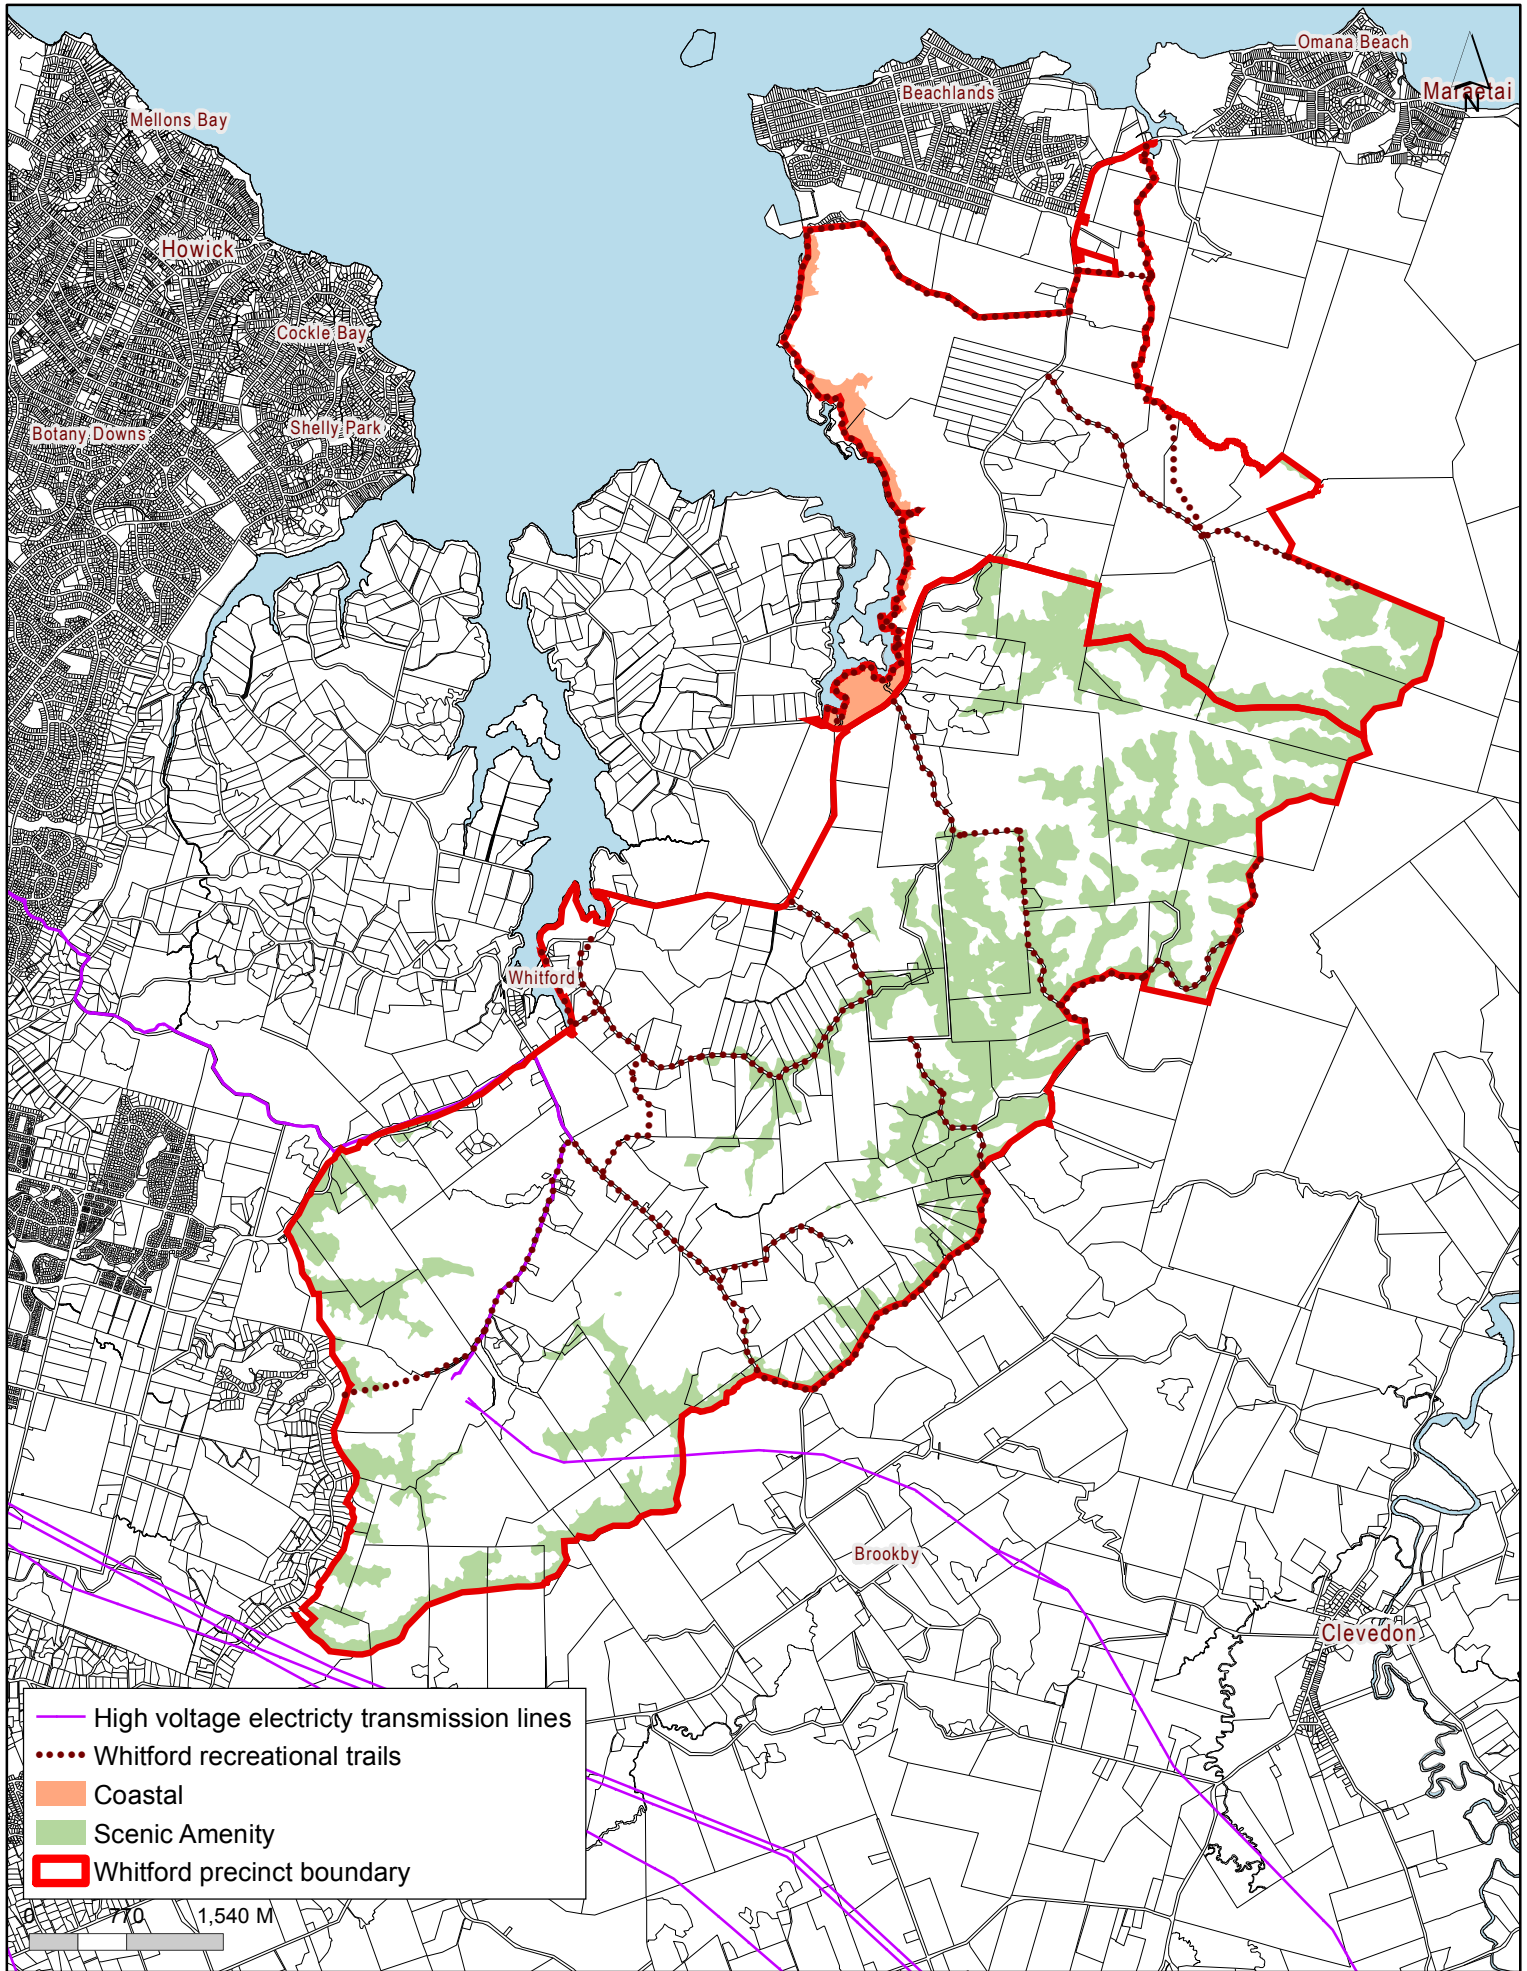 Omana Beach
Beachlands
Maraetai
N
Mellons Bay
Howick
Cockle Bay
Shelly Park
Botany Downs
Whitford
Brookby
Clevedon
High voltage electricty transmission lines
Whitford recreational trails
Coastal
Scenic Amenity
Whitford precinct boundary
0 770 1,540 M